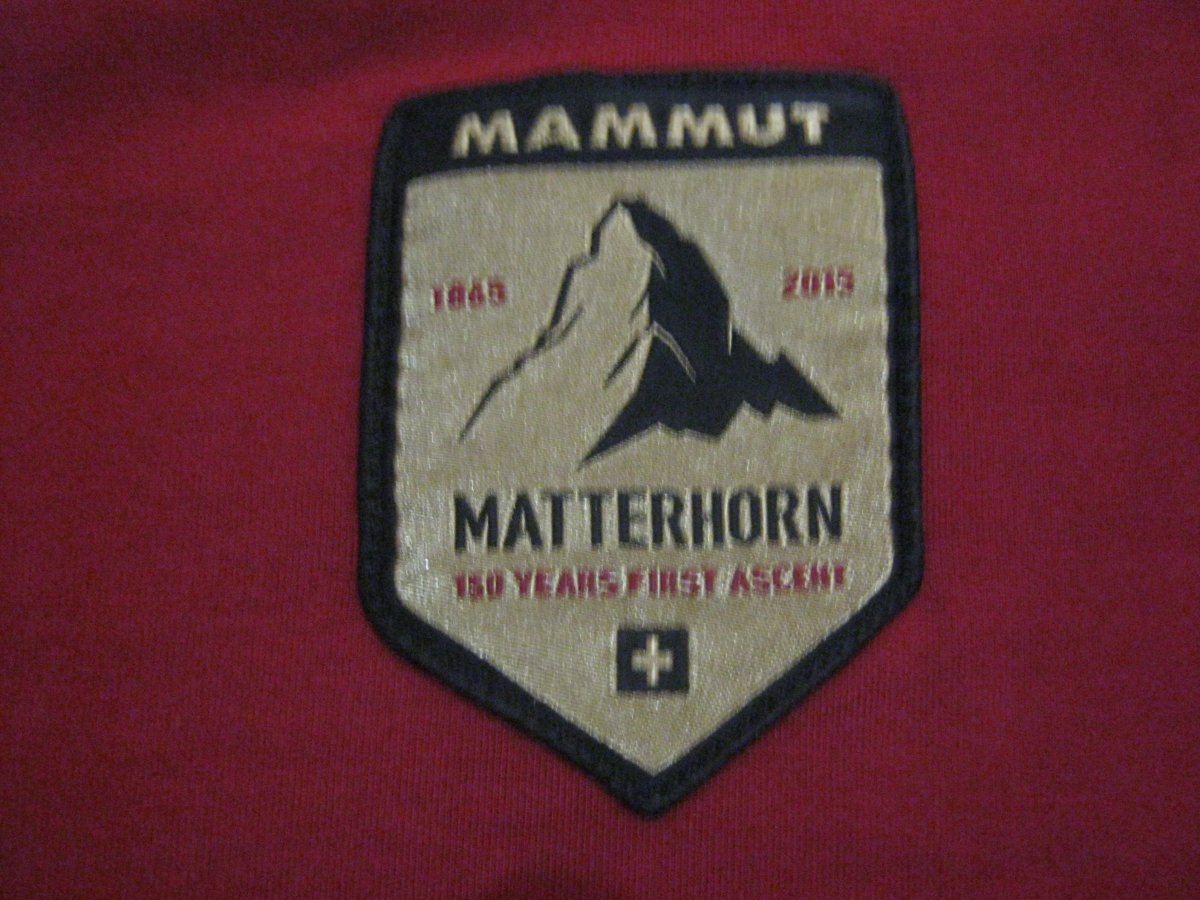 MAMMUT
1865 2015
MATTERHORN
150 YEARS FIRST ASCENT